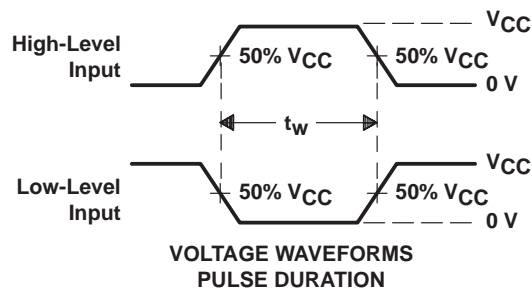 High-Level
Input
50% VCC
50% VCC
VCC
0 V
tw
Low-Level
Input
50% VCC
50% VCC
VCC
0 V
VOLTAGE WAVEFORMS
PULSE DURATION